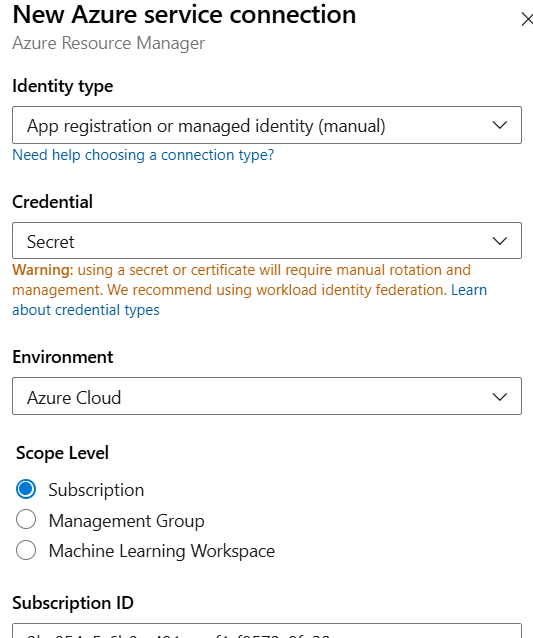 New Azure service connection
Azure Resource Manager
Identity type
App registration or managed identity (manual)
Need help choosing a connection type?
Credential
Secret
Warning: using a secret or certificate will require manual rotation and
management. We recommend using workload identity federation. Learn
about credential types
Environment
Azure Cloud
Scope Level
Subscription
Management Group
Machine Learning Workspace
Subscription ID